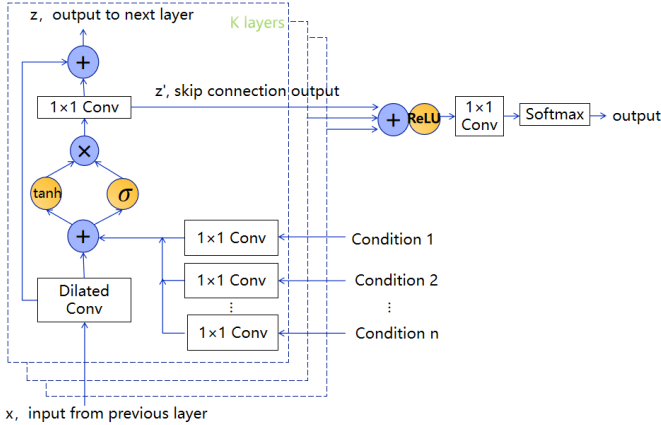 z, output to next layer
K layers
+
1×1 Conv
z', skip connection output
+
ReLU
1×1
Conv
Softmax
output
×
tanh
σ
+
1×1 Conv
Condition 1
Dilated
Conv
1×1 Conv
Condition 2
⋮
⋮
1×1 Conv
Condition n
x, input from previous layer